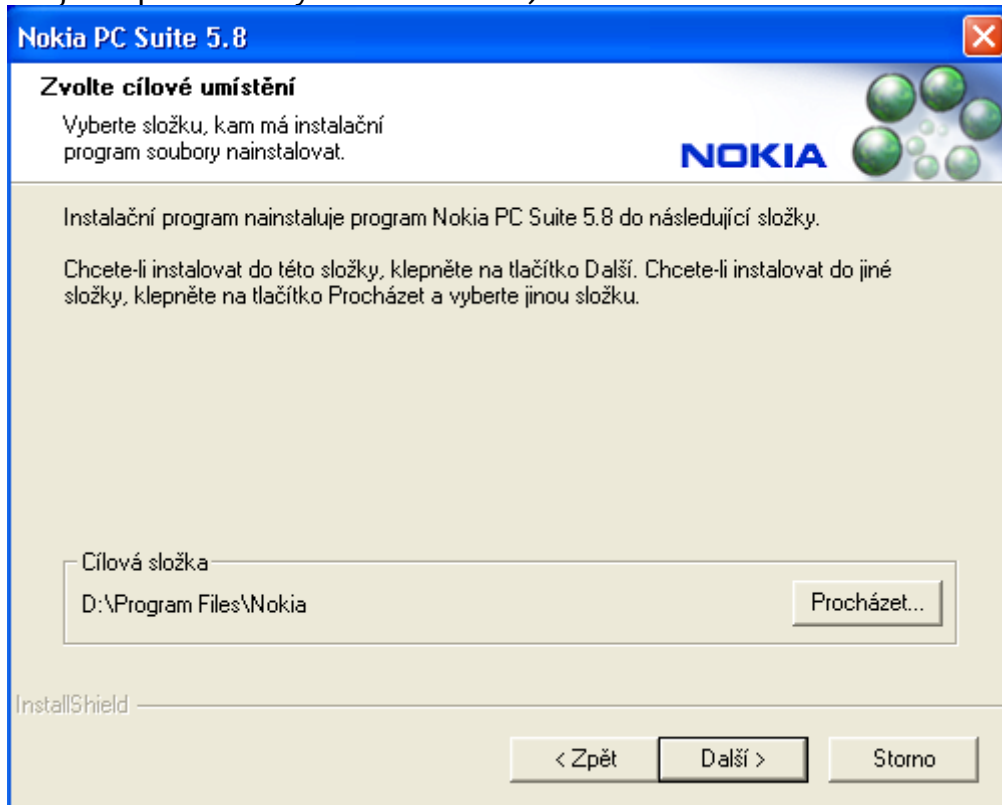 Nokia PC Suite 5.8
Zvolte cílové umístění
Vyberte složku, kam má instalační
program soubory nainstalovat.
NOKIA
Instalační program nainstaluje program Nokia PC Suite 5.8 do následující složky.
Chcete-li instalovat do této složky, klepněte na tlačítko Další. Chcete-li instalovat do jiné
složky, klepněte na tlačítko Procházet a vyberte jinou složku.
Cílová složka
D:\Program Files\Nokia
Procházet...
InstallShield
< Zpět
Další >
Storno